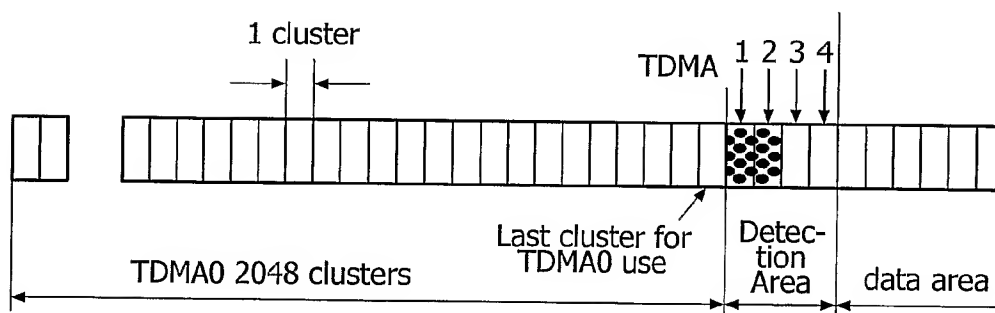 1 cluster
TDMA 1 2 3 4
Last cluster for
TDMA0 use
Detec-
tion
Area
TDMA0 2048 clusters
data area